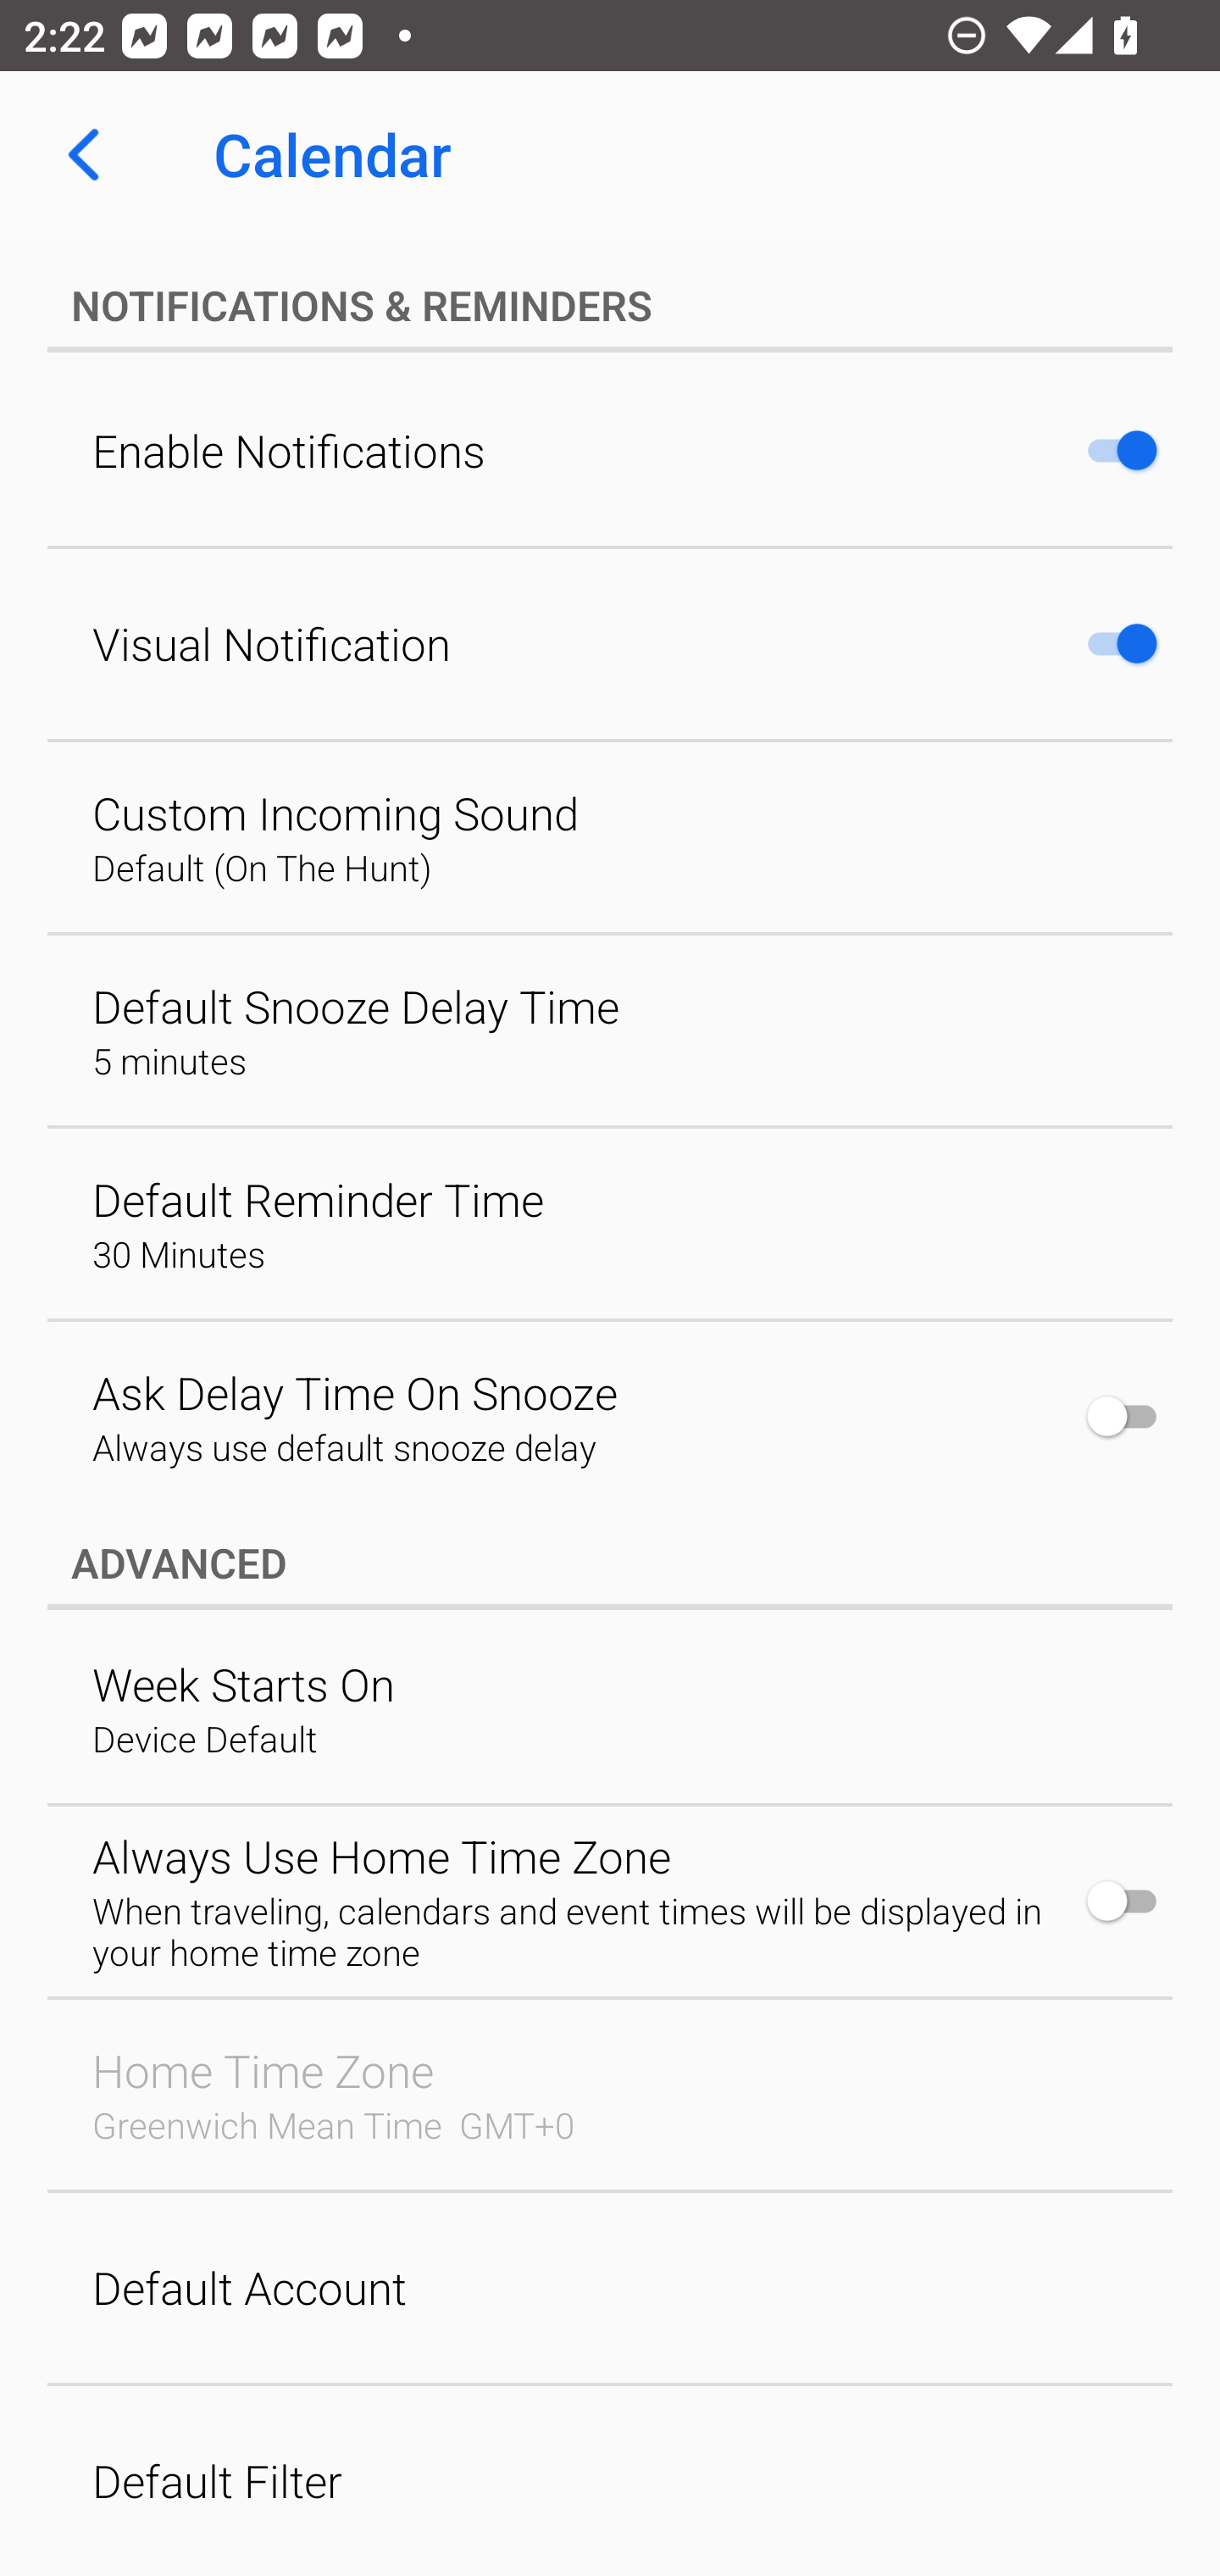 2:22
Calendar
NOTIFICATIONS & REMINDERS
Enable Notifications
Visual Notification
Custom Incoming Sound
Default (On The Hunt)
Default Snooze Delay Time
5 minutes
Default Reminder Time
30 Minutes
Ask Delay Time On Snooze
Always use default snooze delay
ADVANCED
Week Starts On
Device Default
Always Use Home Time Zone
When traveling, calendars and event times will be displayed in
your home time zone
Home Time Zone
Greenwich Mean Time  GMT+0
Default Account
Default Filter